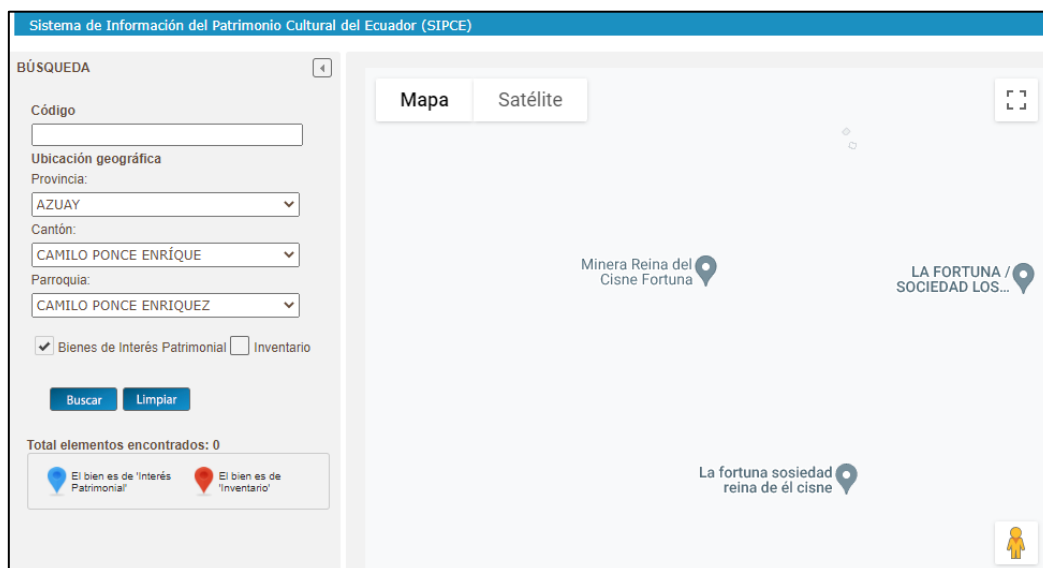 Sistema de Información del Patrimonio Cultural del Ecuador (SIPCE)
BÚSQUEDA
Código
Ubicación geográfica
Provincia:
AZUAY
Cantón:
CAMILO PONCE ENRÍQUE
Parroquia:
CAMILO PONCE ENRIQUEZ
Bienes de Interés Patrimonial Inventario
Buscar Limpiar
Total elementos encontrados: 0
El bien es de 'Interés
Patrimonial'
El bien es de
'Inventario'
Mapa Satélite
Minera Reina del
Cisne Fortuna
LA FORTUNA /
SOCIEDAD LOS...
La fortuna sosiedad
reina de él cisne